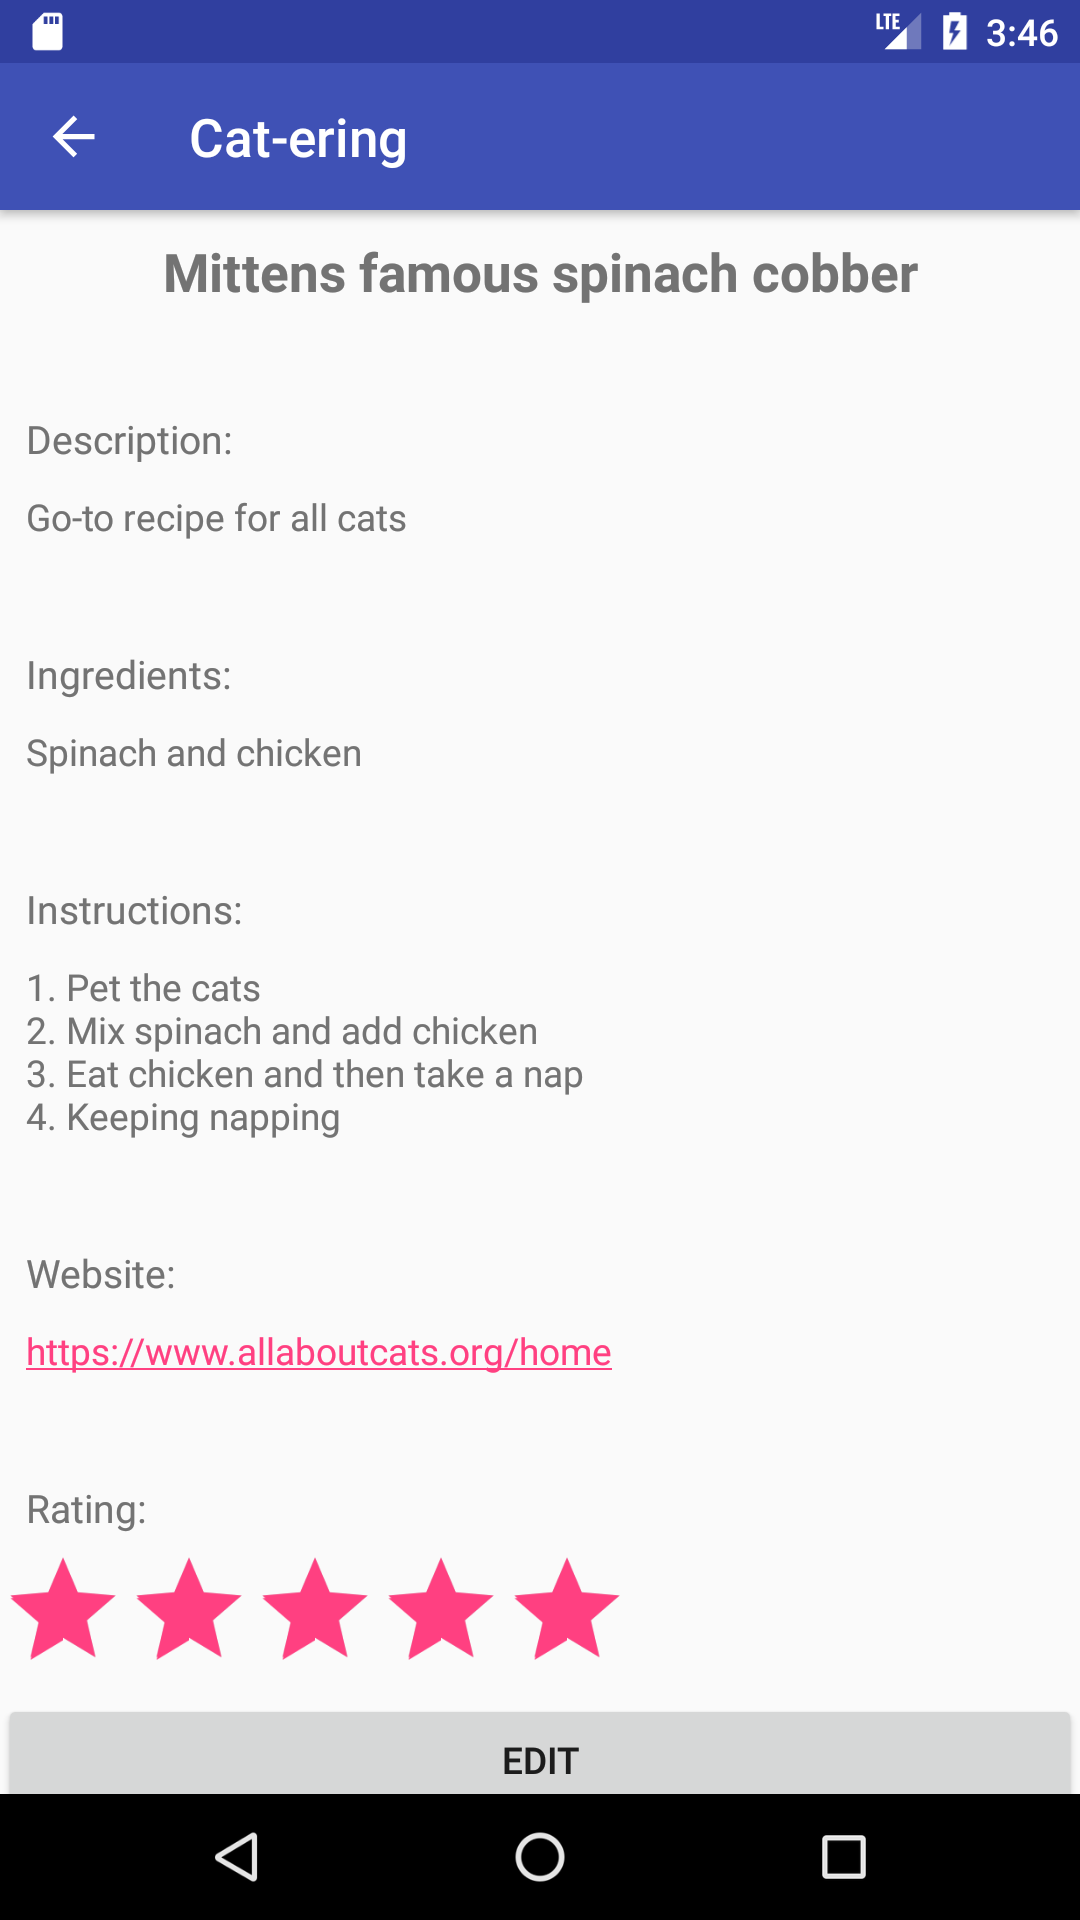 LTE 3:46
Cat-ering
Mittens famous spinach cobber
Description:
Go-to recipe for all cats
Ingredients:
Spinach and chicken
Instructions:
1. Pet the cats
2. Mix spinach and add chicken
3. Eat chicken and then take a nap
4. Keeping napping
Website:
https://www.allaboutcats.org/home
Rating:
EDIT